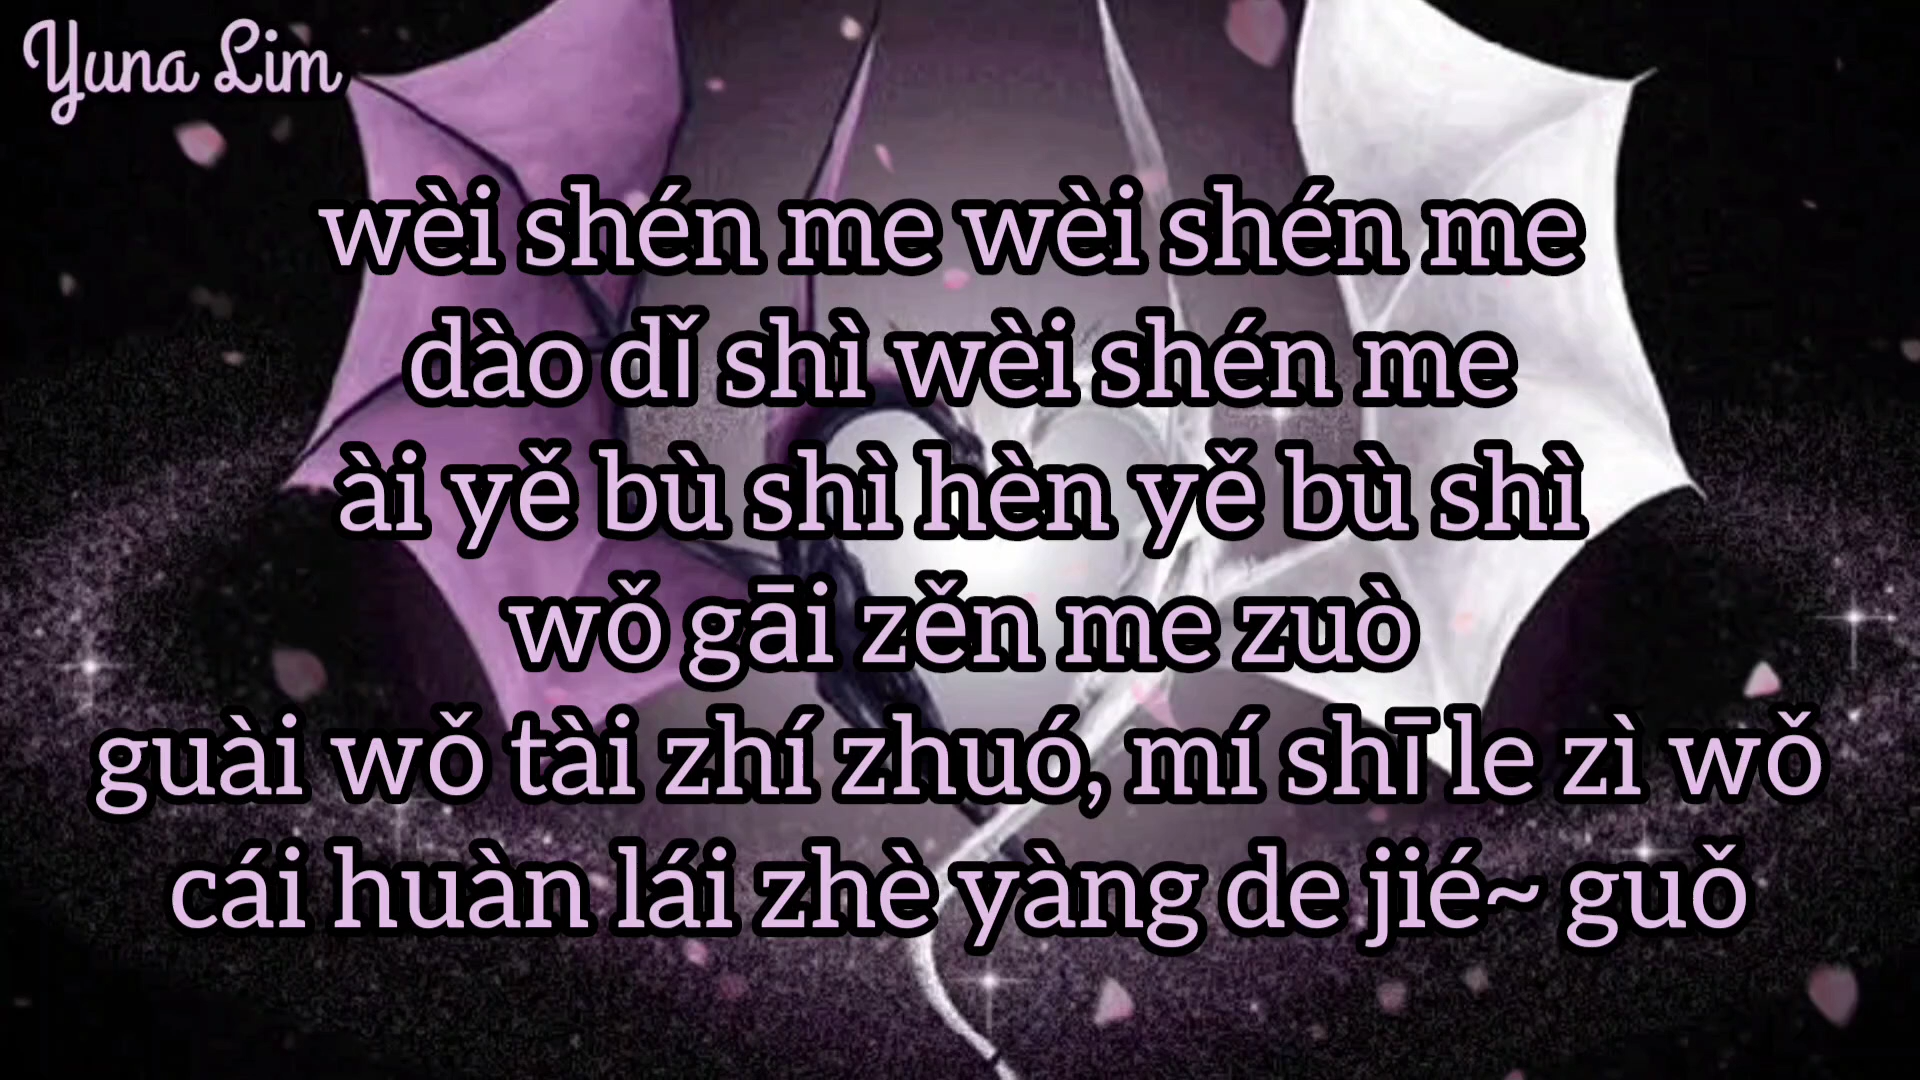 Yuna Lim
wèi shén me wèi shén me
dào dǐ shì wèi shén me
ài yě bù shì hèn yě bù shì
wǒ gāi zěn me zuò
guài wǒ tài zhí zhuó, mí shī le zì wǒ
cái huàn lái zhè yàng de jié~ guǒ